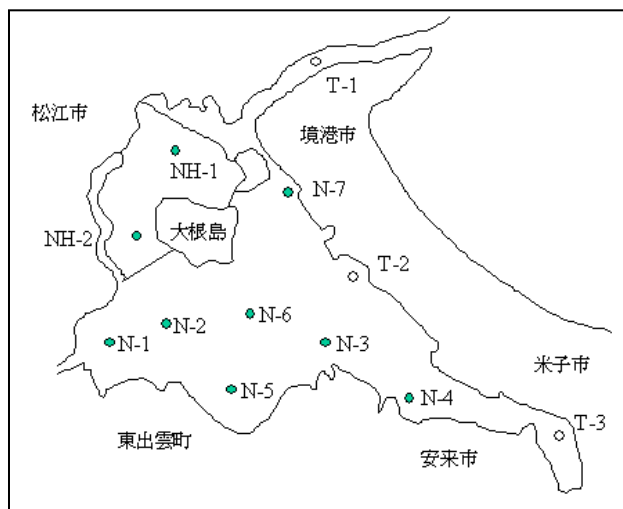 T-1
松江市
境港市
NH-1
N-7
大根島
NH-2
T-2
N-6
N-2
N-1
N-3
米子市
N-5
N-4
T-3
東出雲町
安来市